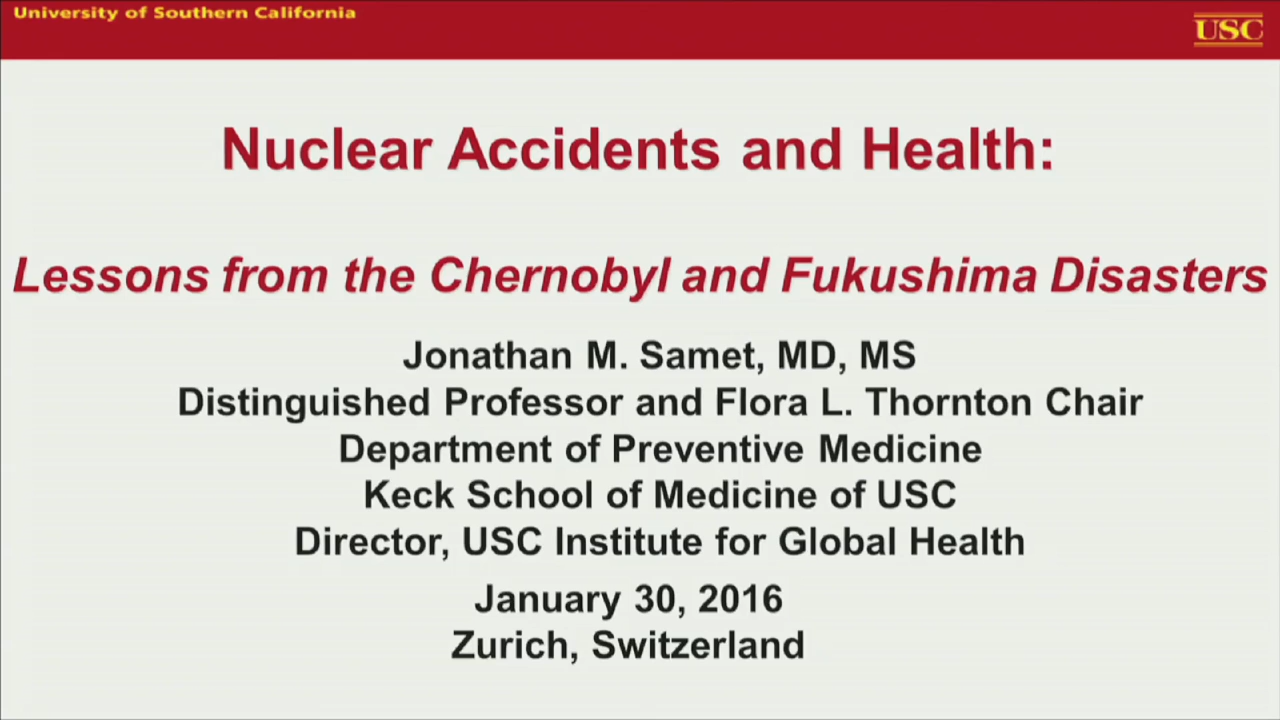 University of Southern California
USC
Nuclear Accidents and Health:
Lessons from the Chernobyl and Fukushima Disasters
Jonathan M. Samet, MD, MS
Distinguished Professor and Flora L. Thornton Chair
Department of Preventive Medicine
Keck School of Medicine of USC
Director, USC Institute for Global Health
January 30, 2016
Zurich, Switzerland